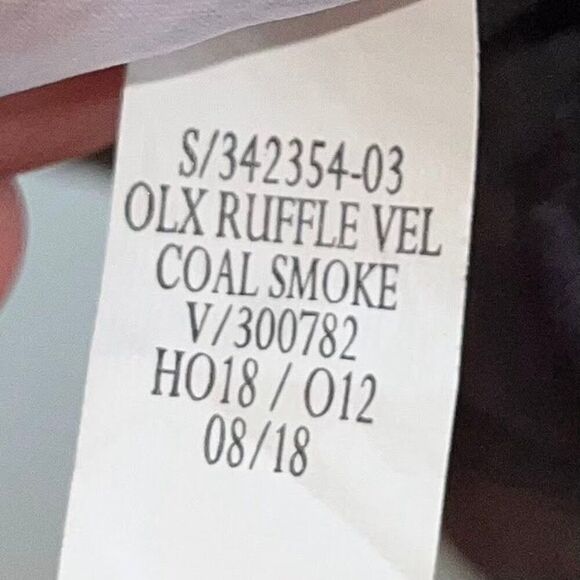 S/342354-03
OLX RUFFLE VEL
COAL SMOKE
V/300782
HO18 / O12
08/18